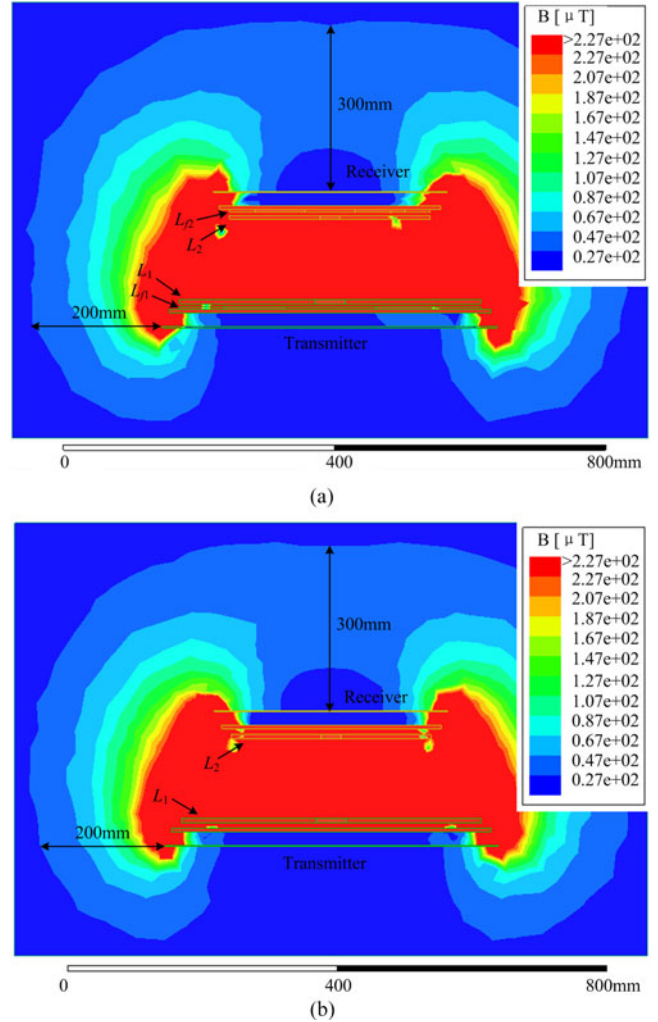 B [ μT]
>2.27e+02
2.27e+02
2.07e+02
1.87e+02
1.67e+02
1.47e+02
1.27e+02
1.07e+02
0.87e+02
0.67e+02
0.47e+02
0.27e+02
300mm
Receiver
Lf2
L2
L1
Lf1
200mm
Transmitter
0 400 800mm
(a)
B [ μT]
>2.27e+02
2.27e+02
2.07e+02
1.87e+02
1.67e+02
1.47e+02
1.27e+02
1.07e+02
0.87e+02
0.67e+02
0.47e+02
0.27e+02
300mm
Receiver
L2
L1
200mm
Transmitter
0 400 800mm
(b)